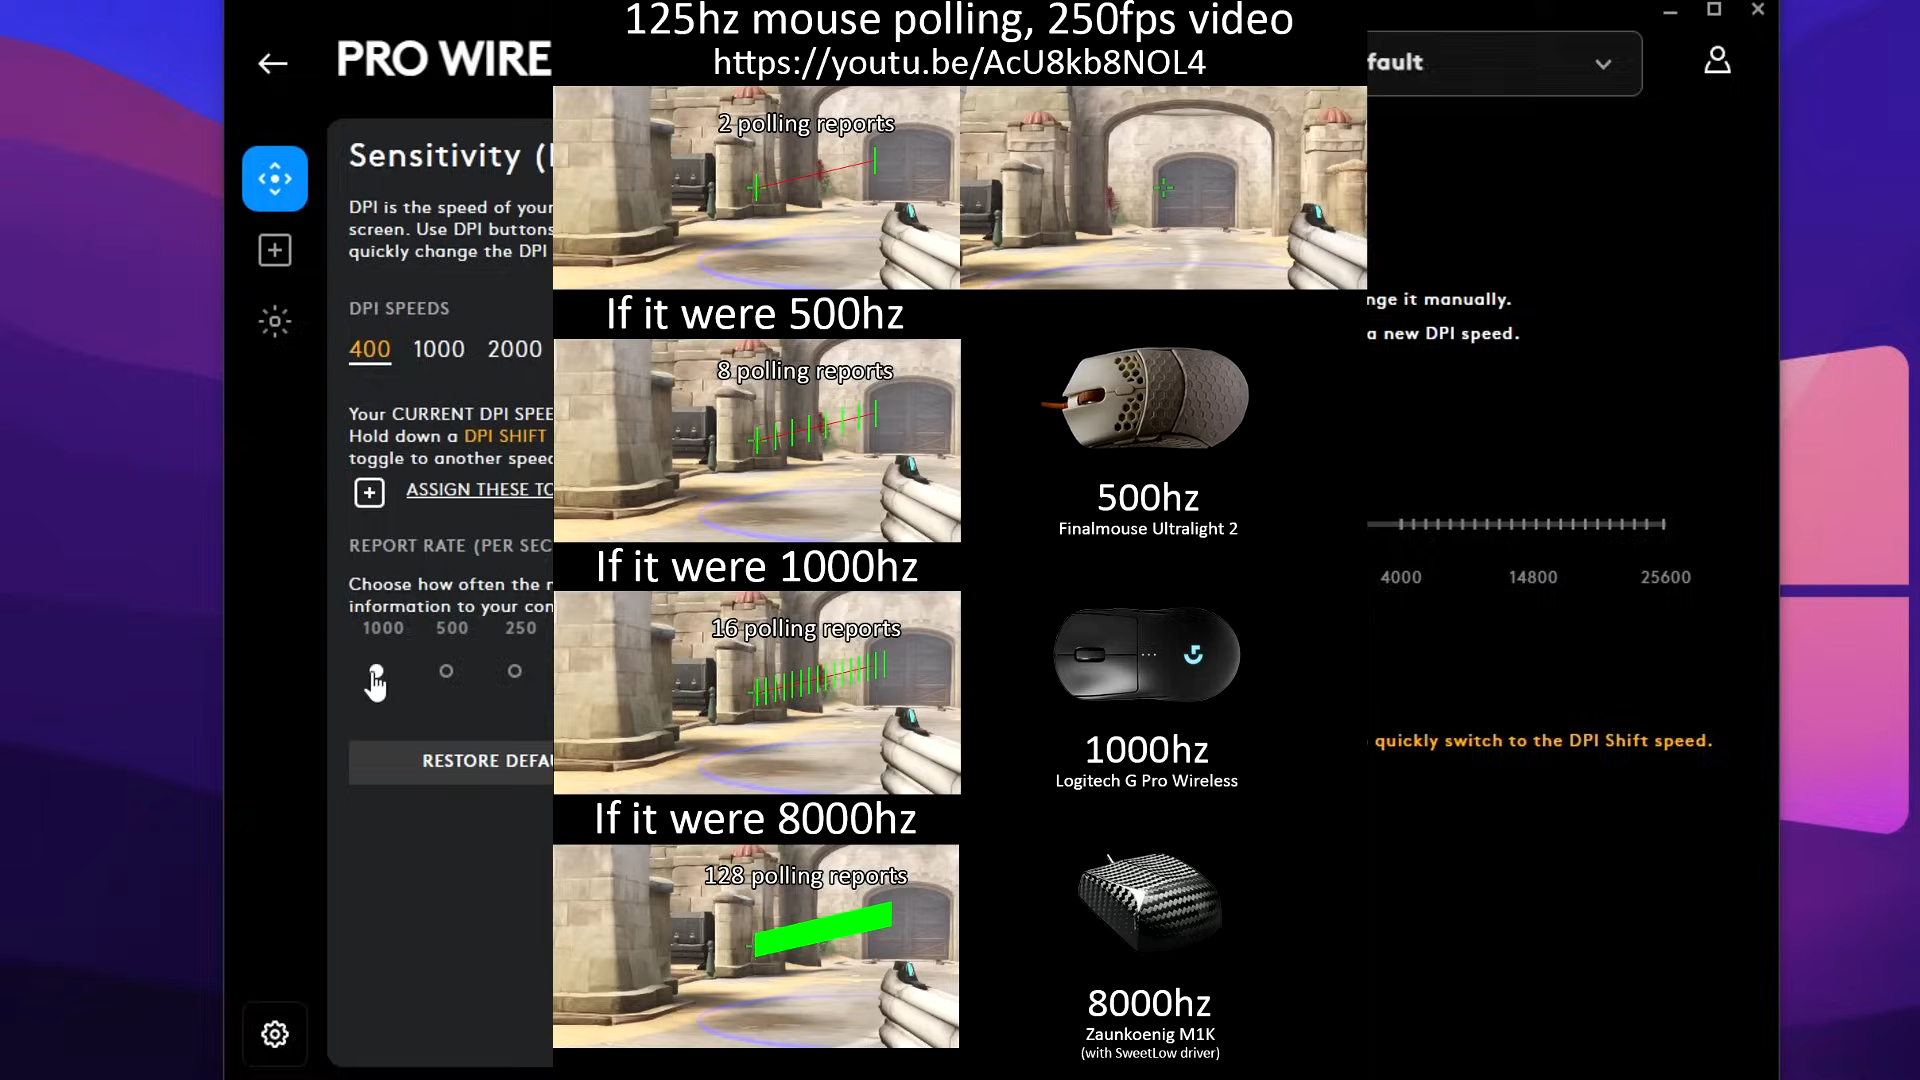 125hz mouse polling, 250fps video
https://youtu.be/AcU8kb8NOL4
PRO WIRE
fault
2 polling reports
Sensitivity (
DPI is the speed of your
screen. Use DPI buttons
quickly change the DPI
DPI SPEEDS
400 1000 2000
Your CURRENT DPI SPEE
Hold down a DPI SHIFT
toggle to another speed
ASSIGN THESE TO
REPORT RATE (PER SEC
Choose how often the
information to your con
1000 500 250
RESTORE DEFAU
If it were 500hz
8 polling reports
If it were 1000hz
16 polling reports
If it were 8000hz
128 polling reports
500hz
Finalmouse Ultralight 2
1000hz
Logitech G Pro Wireless
8000hz
Zaunkoenig M1K
(with SweetLow driver)
nge it manually.
a new DPI speed.
4000 14800 25600
quickly switch to the DPI Shift speed.